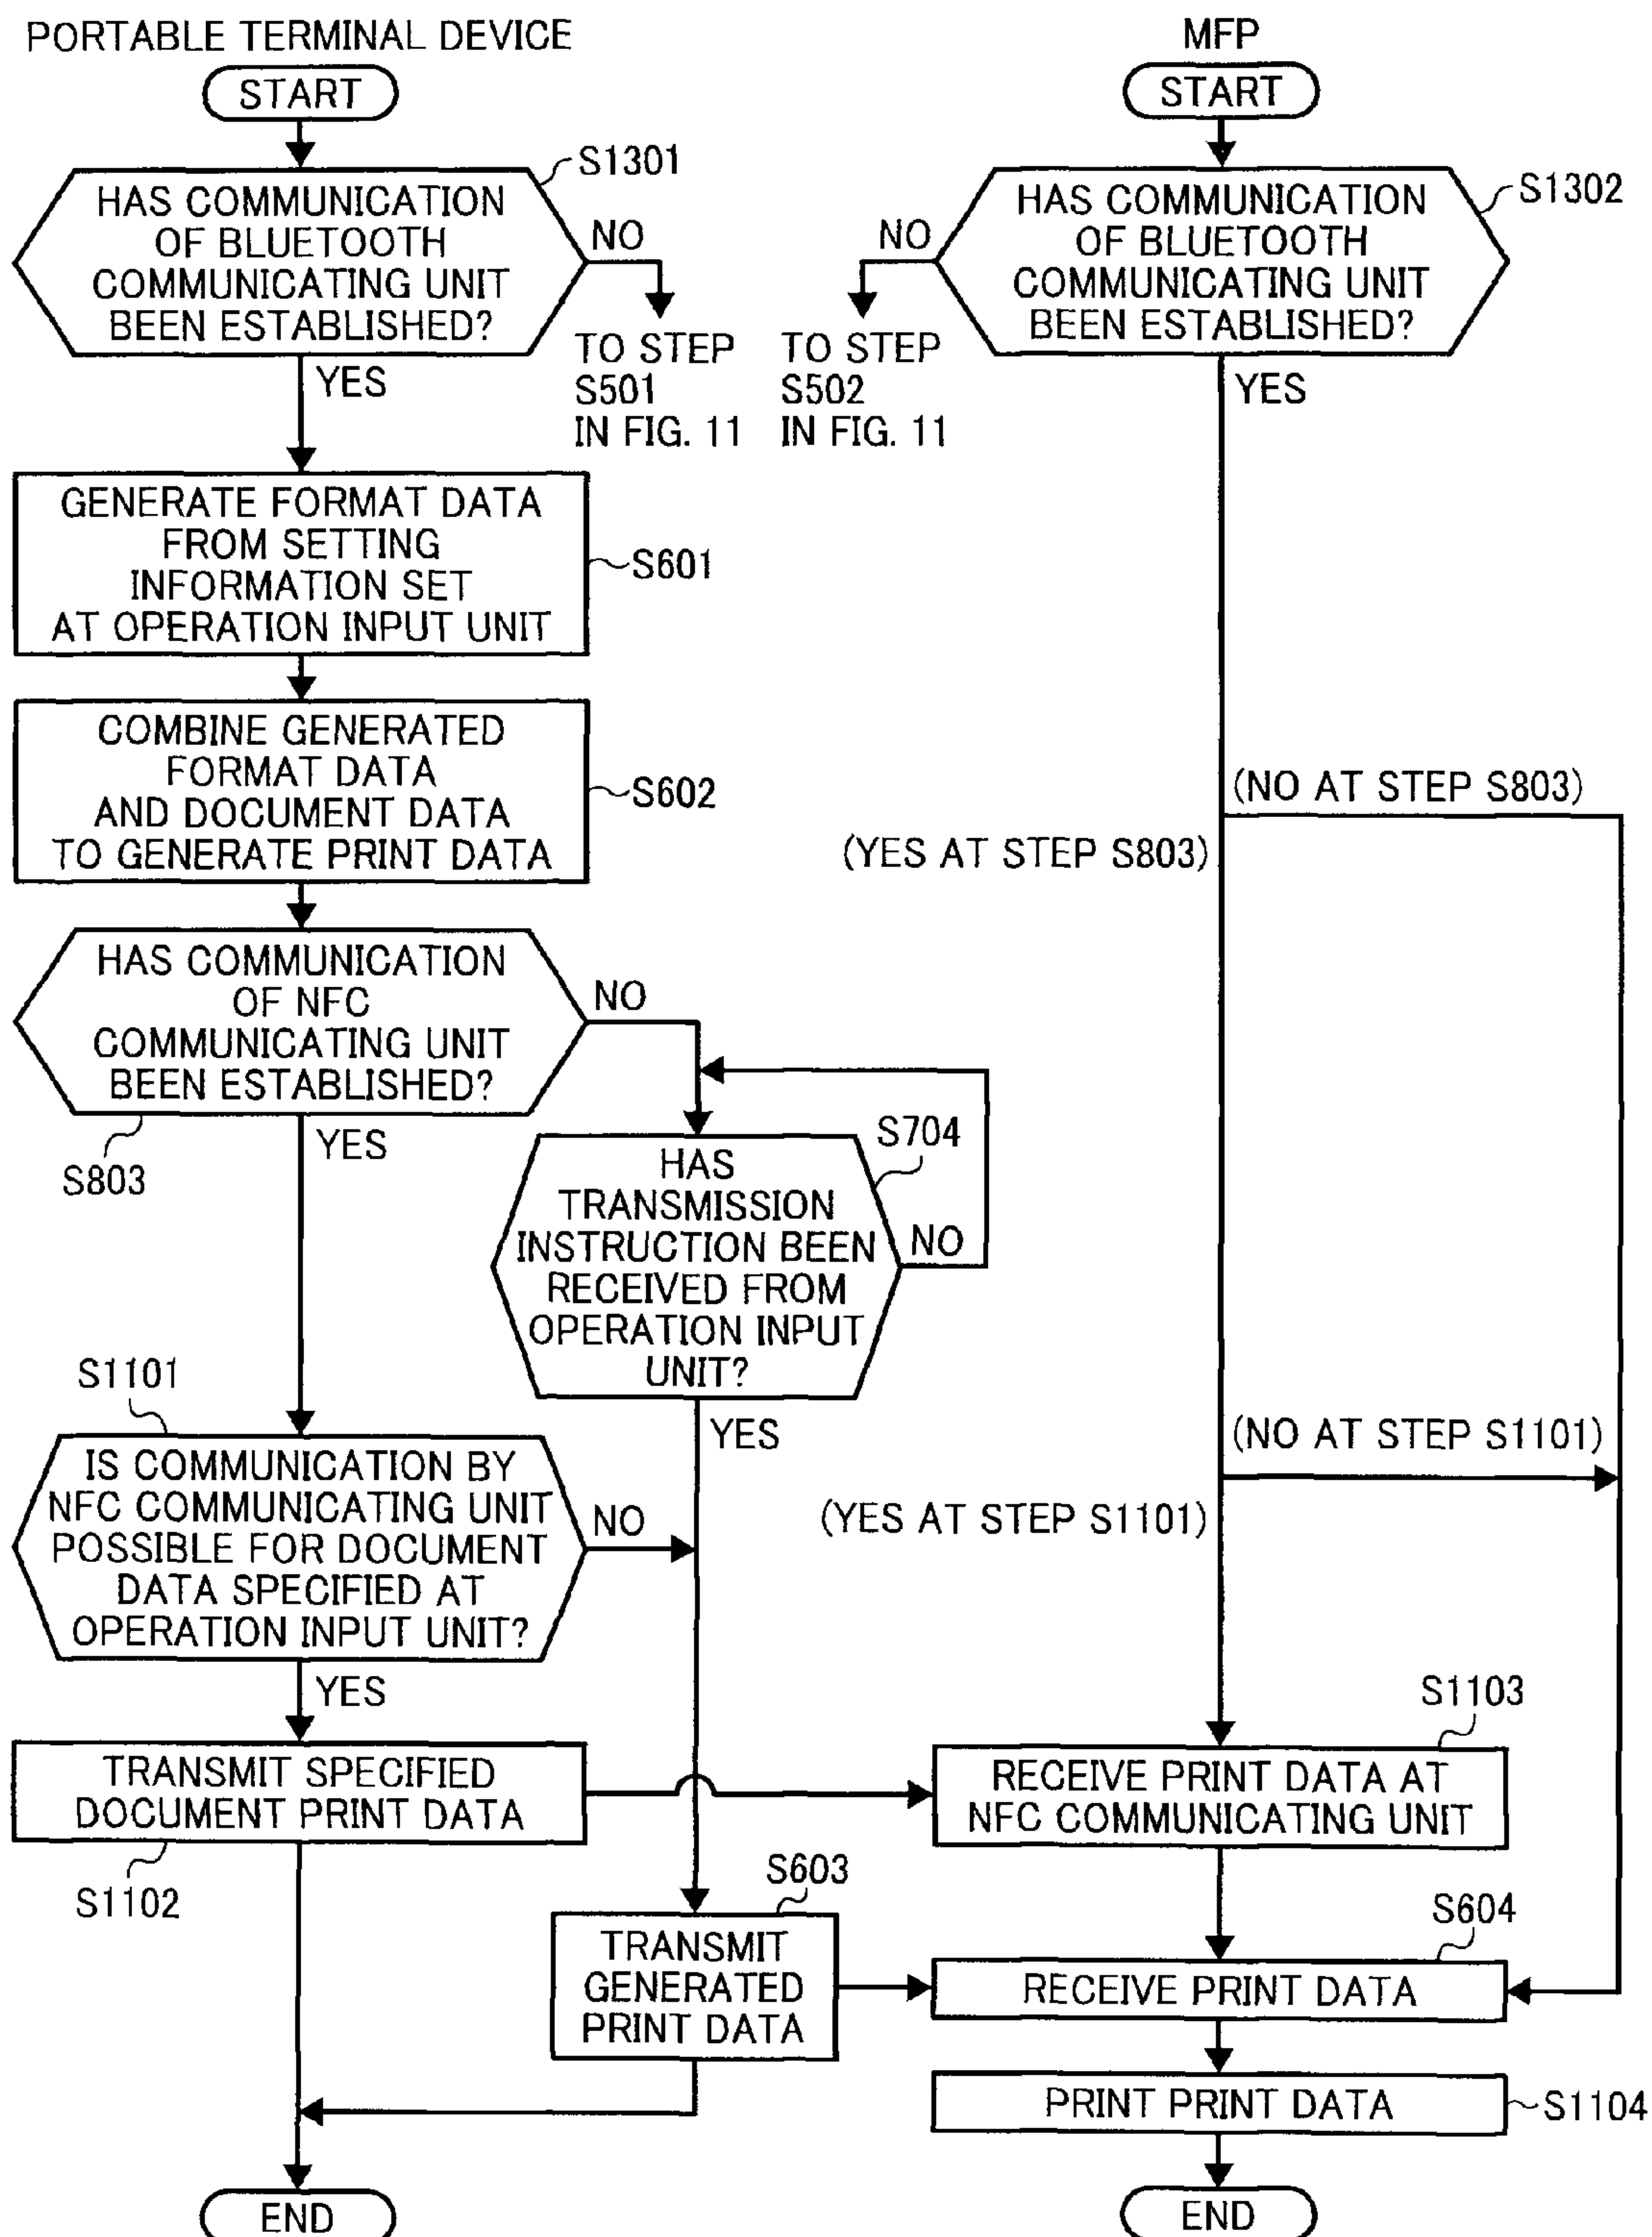 PORTABLE TERMINAL DEVICE
START
S1301
HAS COMMUNICATION
OF BLUETOOTH
COMMUNICATING UNIT
BEEN ESTABLISHED?
NO
TO STEP
S501
IN FIG. 11
YES
GENERATE FORMAT DATA
FROM SETTING
INFORMATION SET
AT OPERATION INPUT UNIT
S601
COMBINE GENERATED
FORMAT DATA
AND DOCUMENT DATA
TO GENERATE PRINT DATA
S602
HAS COMMUNICATION
OF NFC
COMMUNICATING UNIT
BEEN ESTABLISHED?
NO
S803
YES
S704
HAS
TRANSMISSION
INSTRUCTION BEEN
RECEIVED FROM
OPERATION INPUT
UNIT?
NO
YES
S1101
IS COMMUNICATION BY
NFC COMMUNICATING UNIT
POSSIBLE FOR DOCUMENT
DATA SPECIFIED AT
OPERATION INPUT UNIT?
NO
YES
TRANSMIT SPECIFIED
DOCUMENT PRINT DATA
S1102
S603
TRANSMIT
GENERATED
PRINT DATA
END
MFP
START
S1302
HAS COMMUNICATION
OF BLUETOOTH
COMMUNICATING UNIT
BEEN ESTABLISHED?
NO
TO STEP
S502
IN FIG. 11
YES
(NO AT STEP S803)
(YES AT STEP S803)
(NO AT STEP S1101)
(YES AT STEP S1101)
S1103
RECEIVE PRINT DATA AT
NFC COMMUNICATING UNIT
S604
RECEIVE PRINT DATA
PRINT PRINT DATA
S1104
END